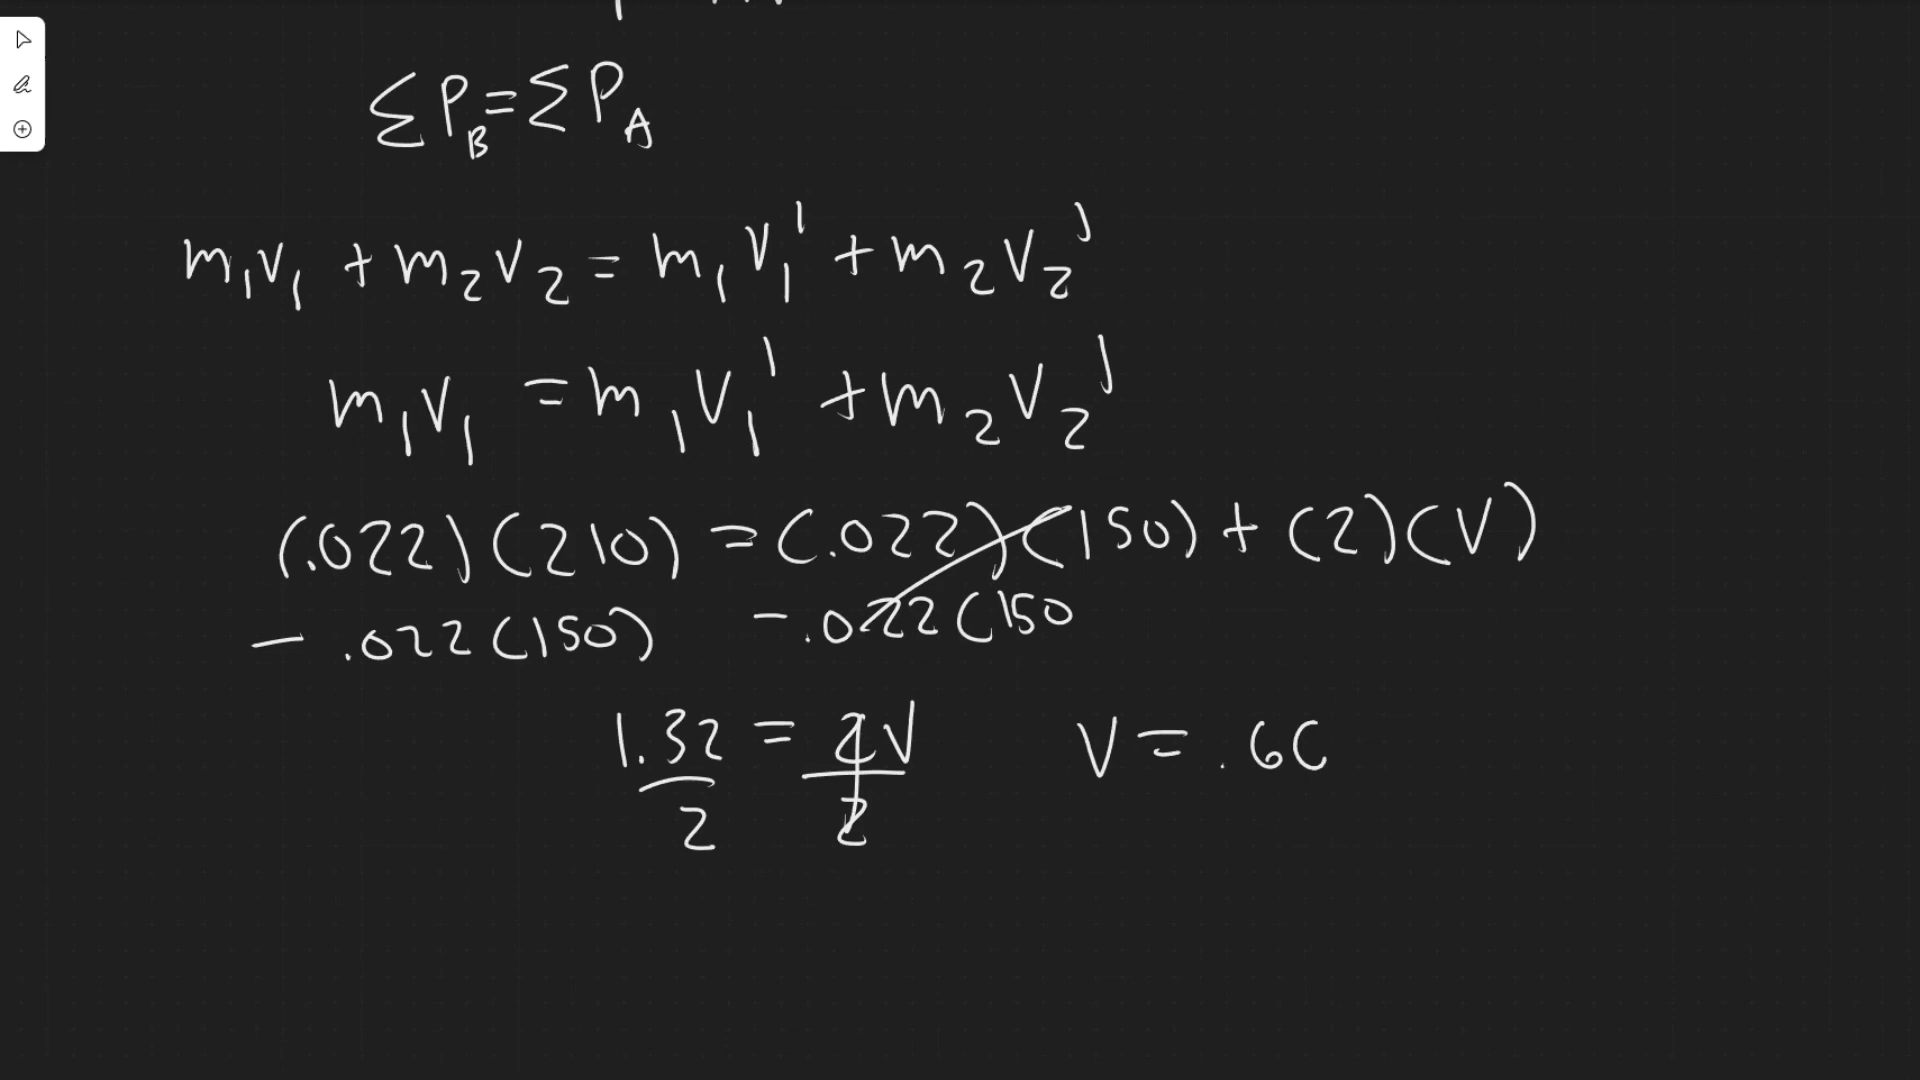 ΣP_B = ΣP_A
m₁v₁ + m₂v₂ = m₁v₁' + m₂v₂'
m₁v₁ = m₁v₁' + m₂v₂'
(.022)(210) = (.022)(150) + (2)(V)
- .022(150) -.022(150
1.32 = 2V V = .6C
2 2